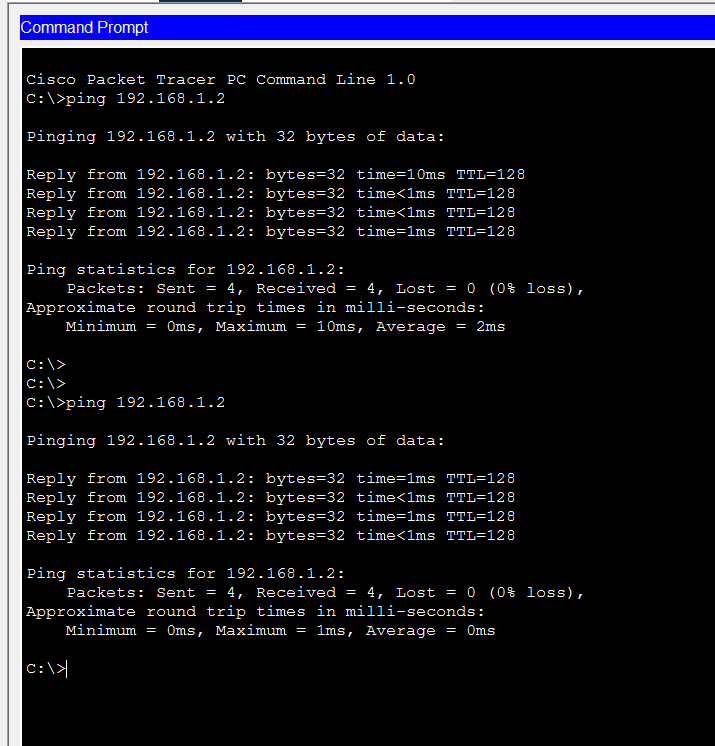 Command Prompt
Cisco Packet Tracer PC Command Line 1.0
C:\>ping 192.168.1.2
Pinging 192.168.1.2 with 32 bytes of data:
Reply from 192.168.1.2: bytes=32 time=10ms TTL=128
Reply from 192.168.1.2: bytes=32 time<1ms TTL=128
Reply from 192.168.1.2: bytes=32 time<1ms TTL=128
Reply from 192.168.1.2: bytes=32 time=1ms TTL=128
Ping statistics for 192.168.1.2:
    Packets: Sent = 4, Received = 4, Lost = 0 (0% loss),
Approximate round trip times in milli-seconds:
    Minimum = 0ms, Maximum = 10ms, Average = 2ms
C:\>
C:\>
C:\>ping 192.168.1.2
Pinging 192.168.1.2 with 32 bytes of data:
Reply from 192.168.1.2: bytes=32 time=1ms TTL=128
Reply from 192.168.1.2: bytes=32 time<1ms TTL=128
Reply from 192.168.1.2: bytes=32 time=1ms TTL=128
Reply from 192.168.1.2: bytes=32 time<1ms TTL=128
Ping statistics for 192.168.1.2:
    Packets: Sent = 4, Received = 4, Lost = 0 (0% loss),
Approximate round trip times in milli-seconds:
    Minimum = 0ms, Maximum = 1ms, Average = 0ms
C:\>